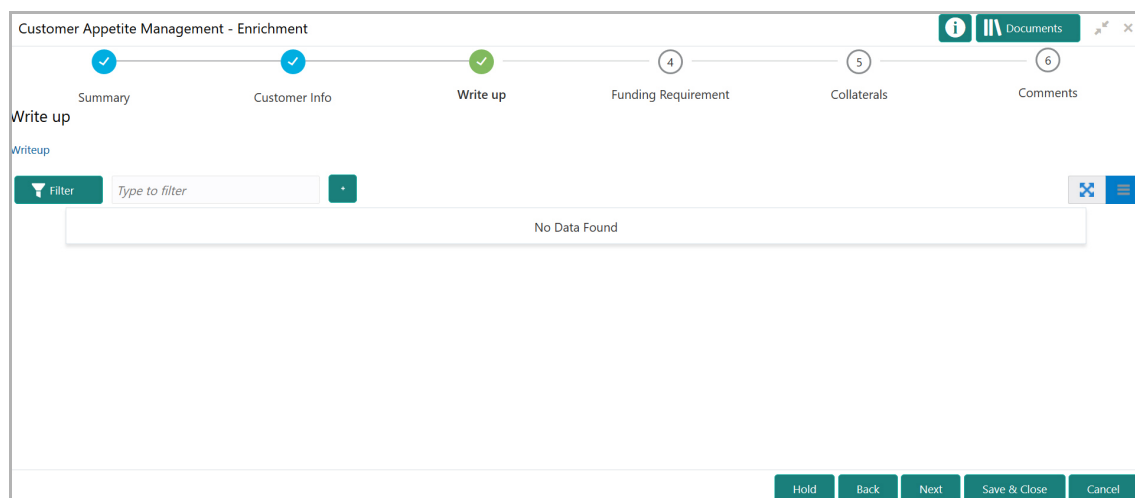 Customer Appetite Management - Enrichment
Documents
4
5
6
Summary
Customer Info
Write up
Funding Requirement
Collaterals
Comments
Write up
Writeup
Filter
Type to filter
+
No Data Found
Hold
Back
Next
Save & Close
Cancel